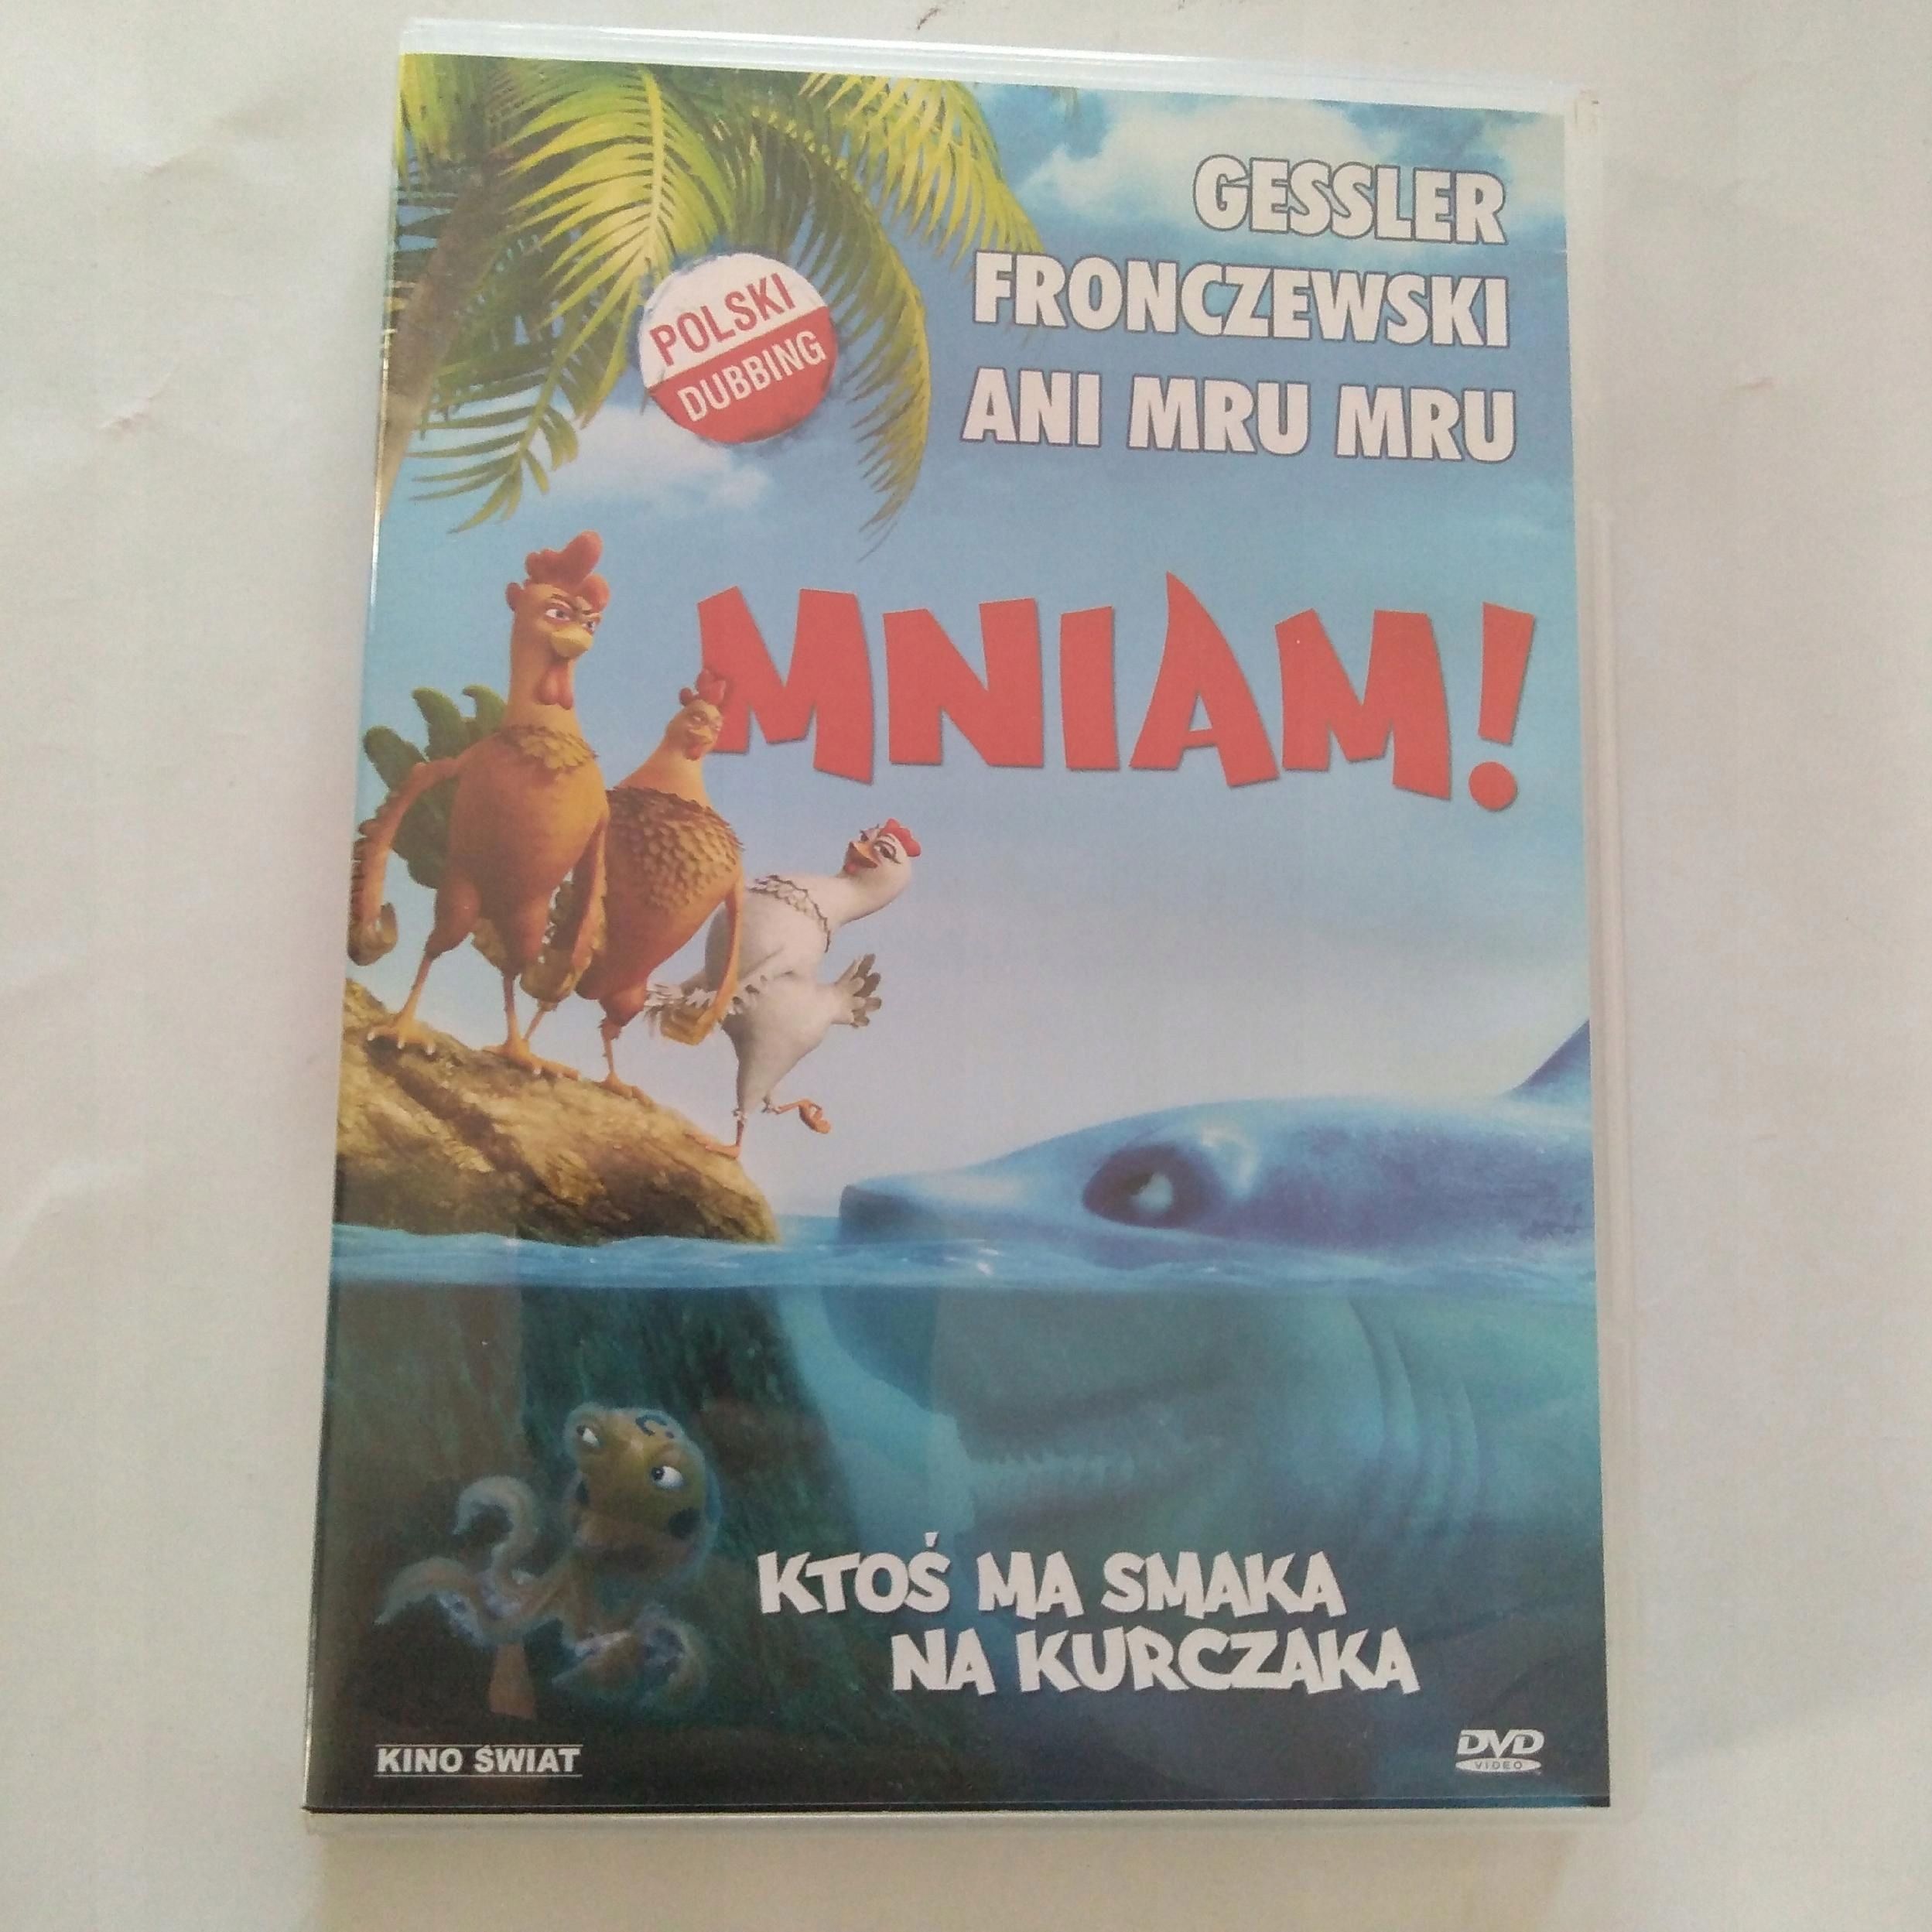 GESSLER
FRONCZEWSKI
ANI MRU MRU
POLSKI
DUBBING
MNIAM!
KTOŚ MA SMAKA
NA KURCZAKA
KINO ŚWIAT
DVD
VIDEO